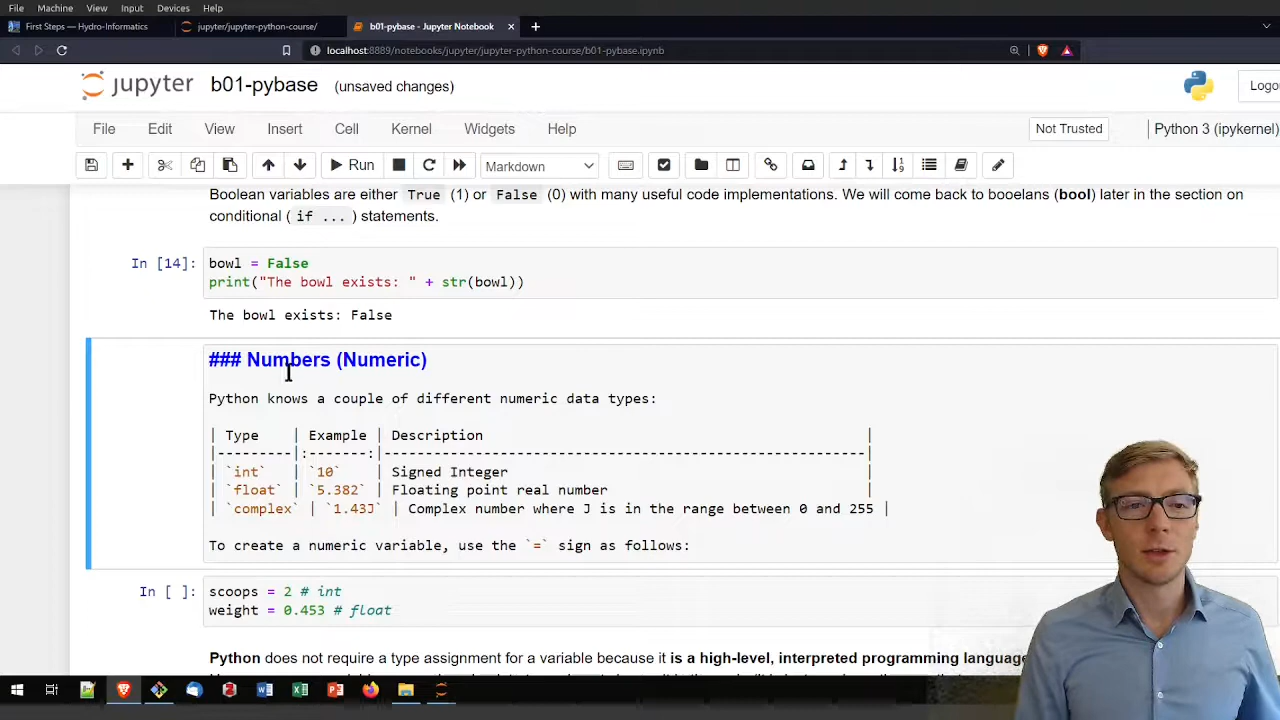 File Machine View Input Devices Help
First Steps — Hydro-Informatics
jupyter/jupyter-python-course/
b01-pybase - Jupyter Notebook
localhost:8889/notebooks/jupyter/jupyter-python-course/b01-pybase.ipynb
jupyter b01-pybase (unsaved changes)
File Edit View Insert Cell Kernel Widgets Help
Not Trusted
Python 3 (ipykernel)
Run
Markdown
Boolean variables are either True (1) or False (0) with many useful code implementations. We will come back to booelans (bool) later in the section on
conditional ( if ... ) statements.
In [14]: bowl = False
print("The bowl exists: " + str(bowl))
The bowl exists: False
### Numbers (Numeric)
Python knows a couple of different numeric data types:
| Type | Example | Description |
|---------|:-------:|----------------------------------------------------|
| `int` | `10` | Signed Integer |
| `float` | `5.382` | Floating point real number |
| `complex` | `1.43J` | Complex number where J is in the range between 0 and 255 |
To create a numeric variable, use the `=` sign as follows:
In [ ]: scoops = 2 # int
weight = 0.453 # float
Python does not require a type assignment for a variable because it is a high-level, interpreted programming language